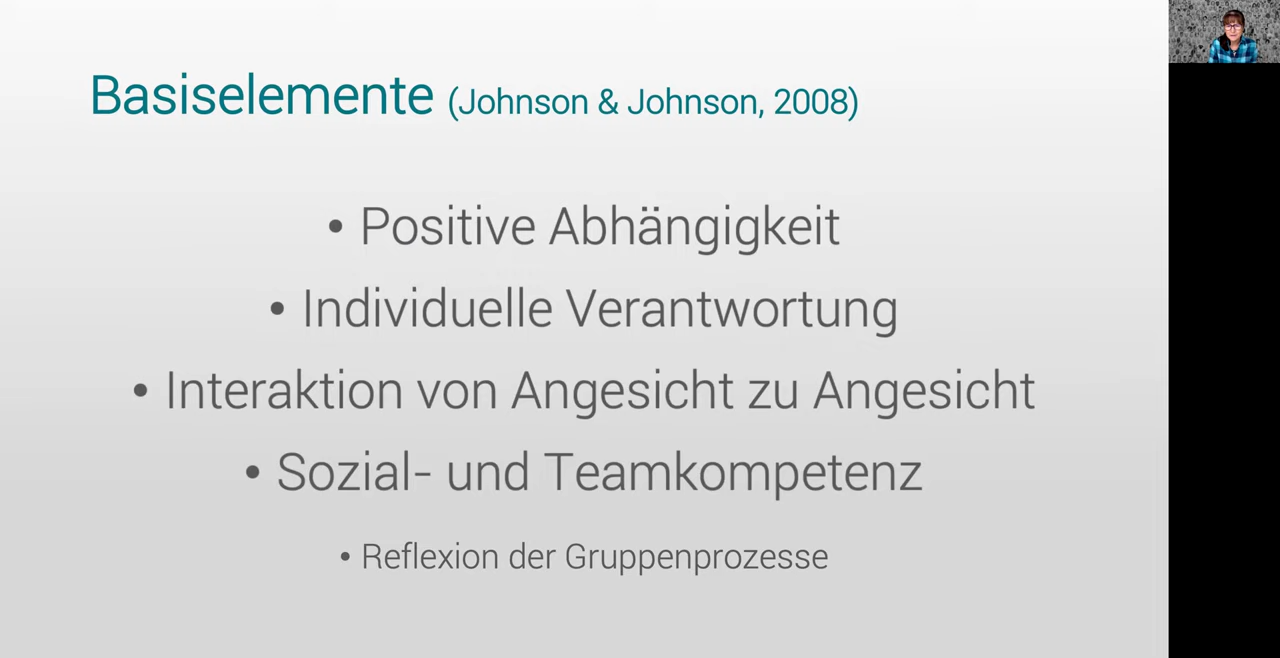 Basiselemente (Johnson & Johnson, 2008)
• Positive Abhängigkeit
• Individuelle Verantwortung
• Interaktion von Angesicht zu Angesicht
• Sozial- und Teamkompetenz
• Reflexion der Gruppenprozesse